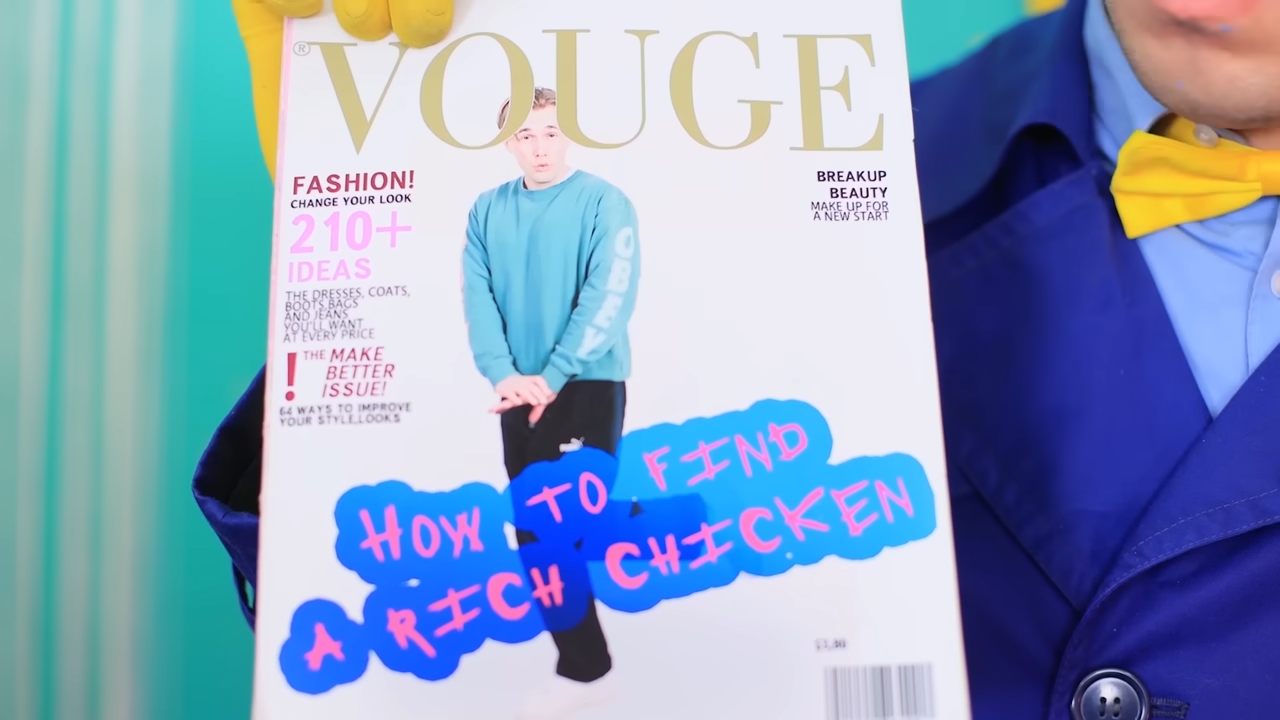 ® VOUGE
FASHION!
CHANGE YOUR LOOK
210+
IDEAS
THE DRESSES, COATS,
BOOTS,BAGS
AND JEANS
YOU'LL WANT
AT EVERY PRICE
! THE MAKE
BETTER
ISSUE!
64 WAYS TO IMPROVE
YOUR STYLE,LOOKS
BREAKUP
BEAUTY
MAKE UP FOR
A NEW START
OBEY
HOW TO FIND
A RICH CHICKEN